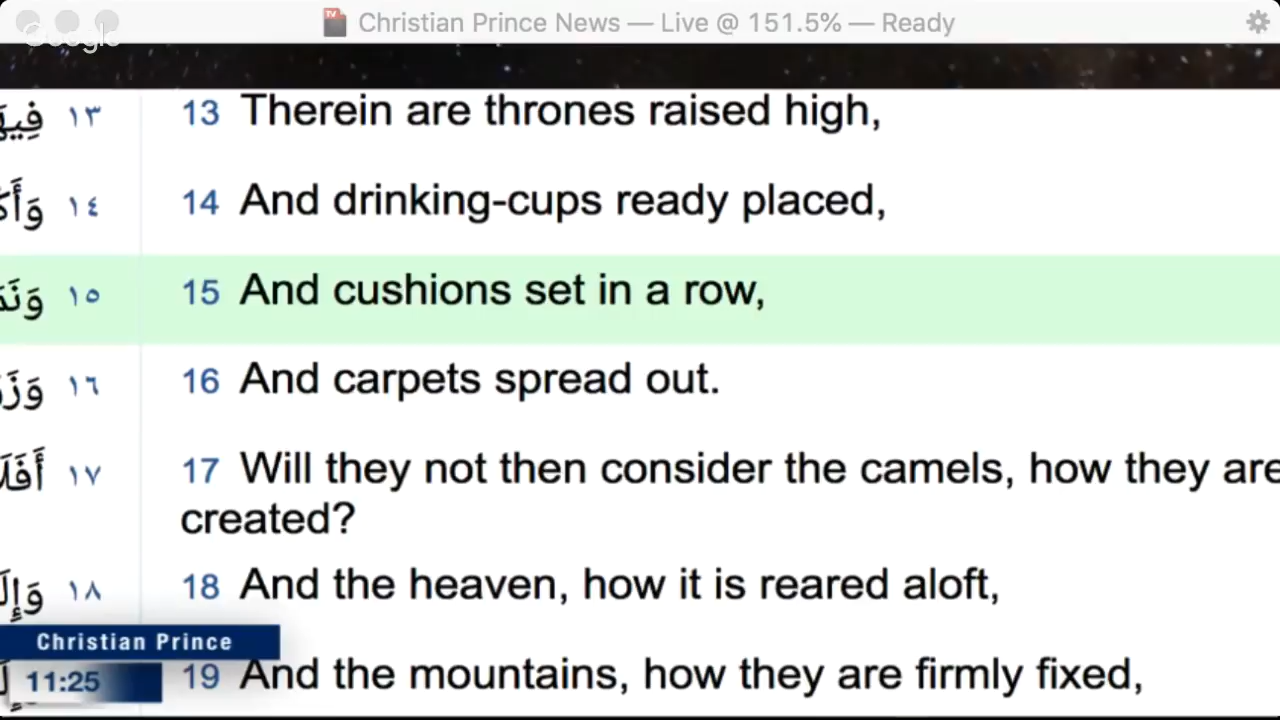 Christian Prince News — Live @ 151.5% — Ready
Google
١٣ 13 Therein are thrones raised high,
١٤ 14 And drinking-cups ready placed,
١٥ 15 And cushions set in a row,
١٦ 16 And carpets spread out.
١٧ 17 Will they not then consider the camels, how they are
created?
١٨ 18 And the heaven, how it is reared aloft,
Christian Prince
11:25 19 And the mountains, how they are firmly fixed,